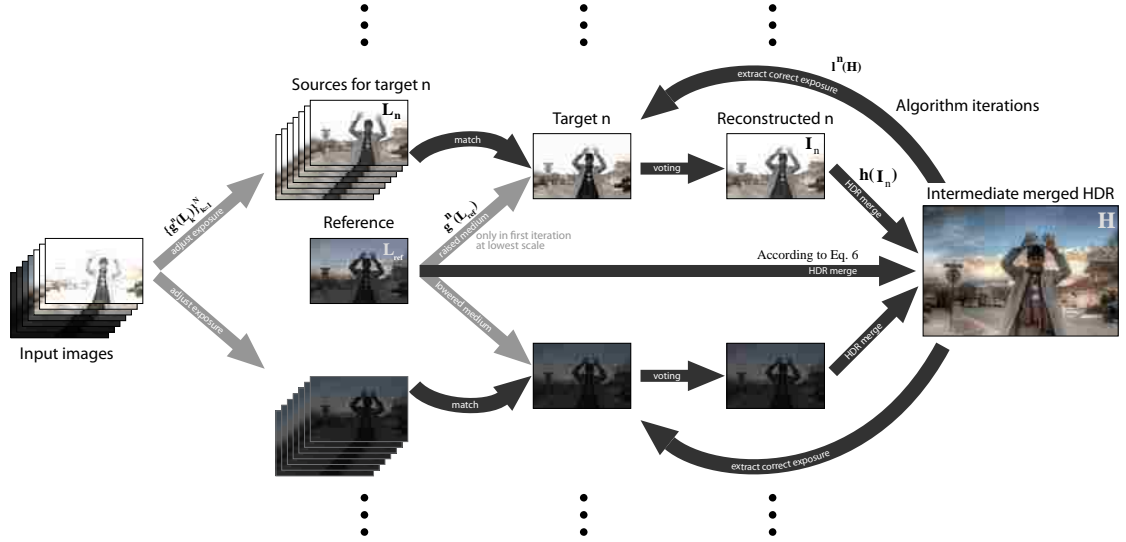 l^n(H)
extract correct exposure
Sources for target n
Algorithm iterations
L_n
Target n
Reconstructed n
match
I_n
voting
h(I_n)
HDR merge
Intermediate merged HDR
H
{g^n(L_k)}_{k=1}^N
adjust exposure
Reference
g^n(L_ref)
raised medium
only in first iteration
at lowest scale
L_ref
According to Eq. 6
HDR merge
adjust exposure
lowered medium
Input images
HDR merge
voting
match
extract correct exposure